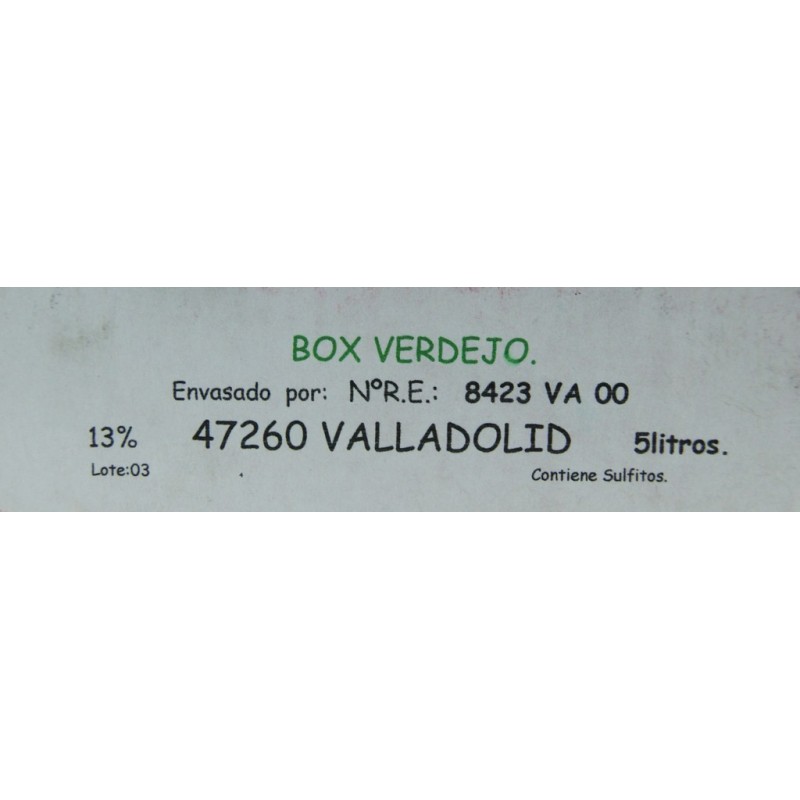 BOX VERDEJO.
Envasado por: NºR.E.: 8423 VA 00
13% 47260 VALLADOLID 5litros.
Lote:03 Contiene Sulfitos.